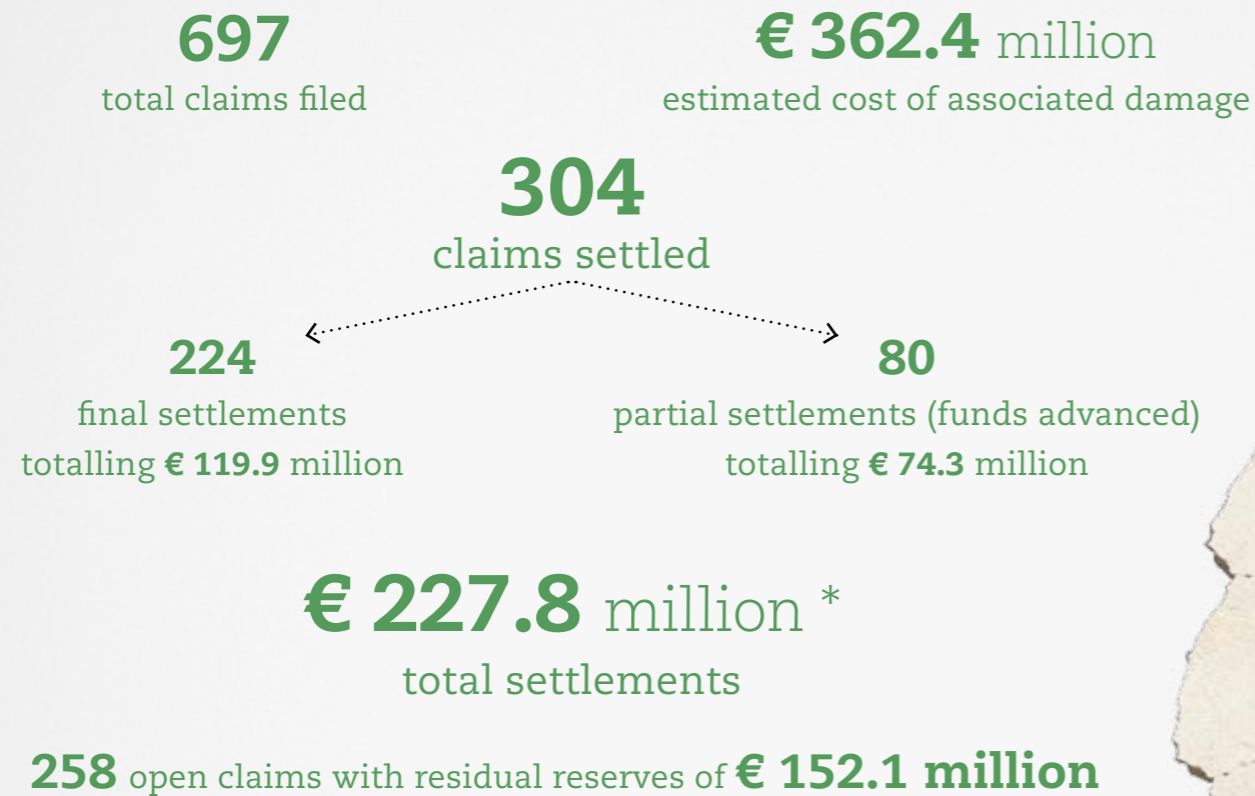 697
total claims filed
€ 362.4 million
estimated cost of associated damage
304
claims settled
224
final settlements
totalling € 119.9 million
80
partial settlements (funds advanced)
totalling € 74.3 million
€ 227.8 million *
total settlements
258 open claims with residual reserves of € 152.1 million